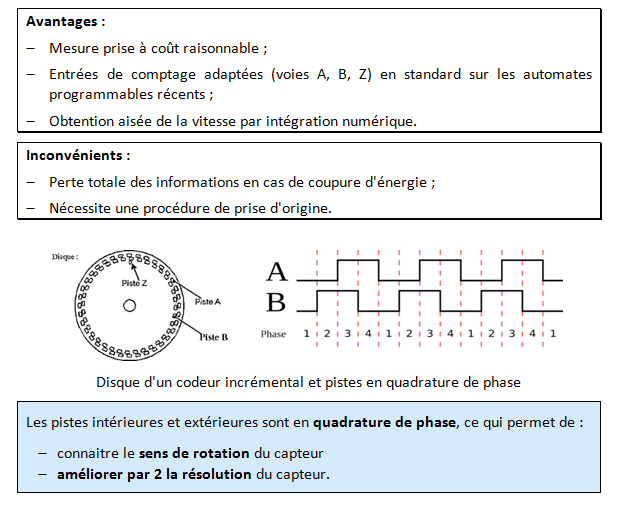 Avantages :
– Mesure prise à coût raisonnable ;
– Entrées de comptage adaptées (voies A, B, Z) en standard sur les automates
programmables récents ;
– Obtention aisée de la vitesse par intégration numérique.
Inconvénients :
– Perte totale des informations en cas de coupure d'énergie ;
– Nécessite une procédure de prise d'origine.
Disque :
Piste Z
Piste A
Piste B
A
B
Phase 1 2 3 4 1 2 3 4 1 2 3 4 1
Disque d'un codeur incrémental et pistes en quadrature de phase
Les pistes intérieures et extérieures sont en quadrature de phase, ce qui permet de :
– connaitre le sens de rotation du capteur
– améliorer par 2 la résolution du capteur.